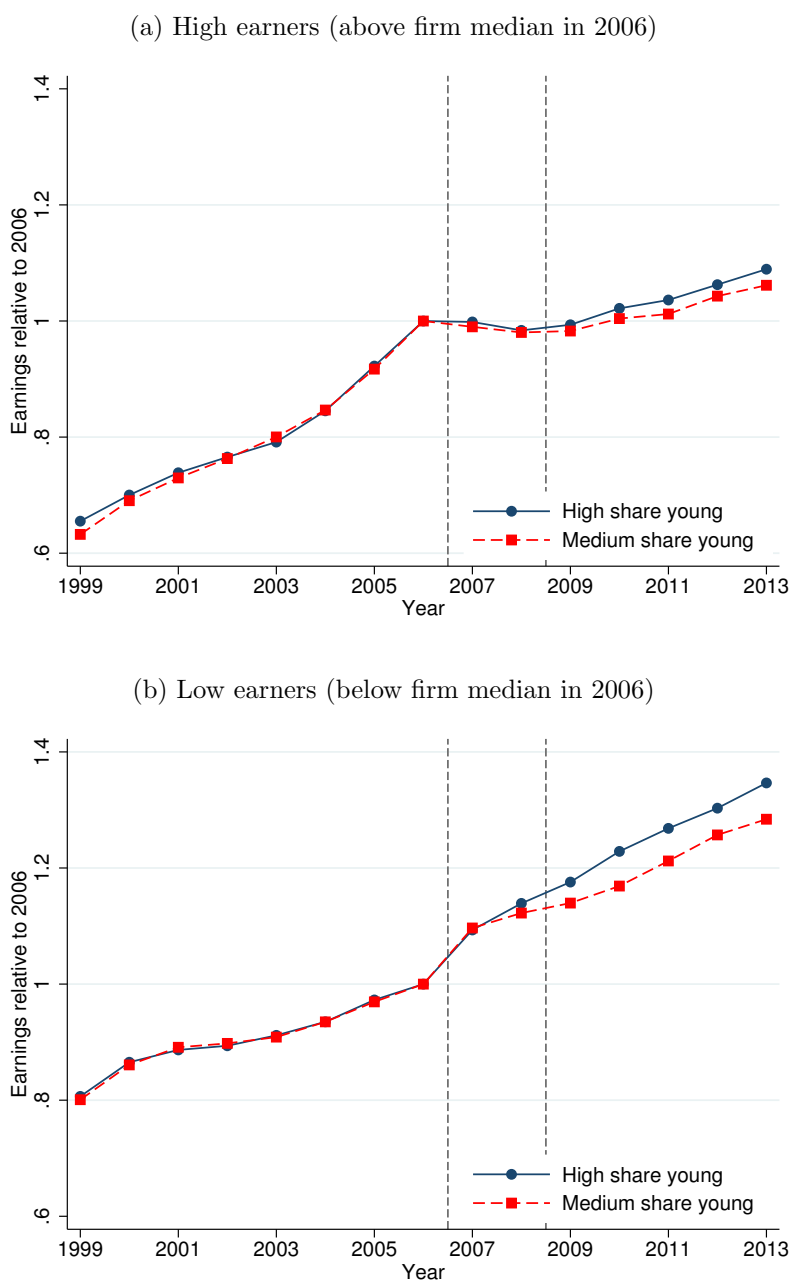 (a) High earners (above firm median in 2006)
Earnings relative to 2006
1.4
1.2
1
.8
.6
High share young
Medium share young
1999 2001 2003 2005 2007 2009 2011 2013
Year
(b) Low earners (below firm median in 2006)
Earnings relative to 2006
1.4
1.2
1
.8
.6
High share young
Medium share young
1999 2001 2003 2005 2007 2009 2011 2013
Year